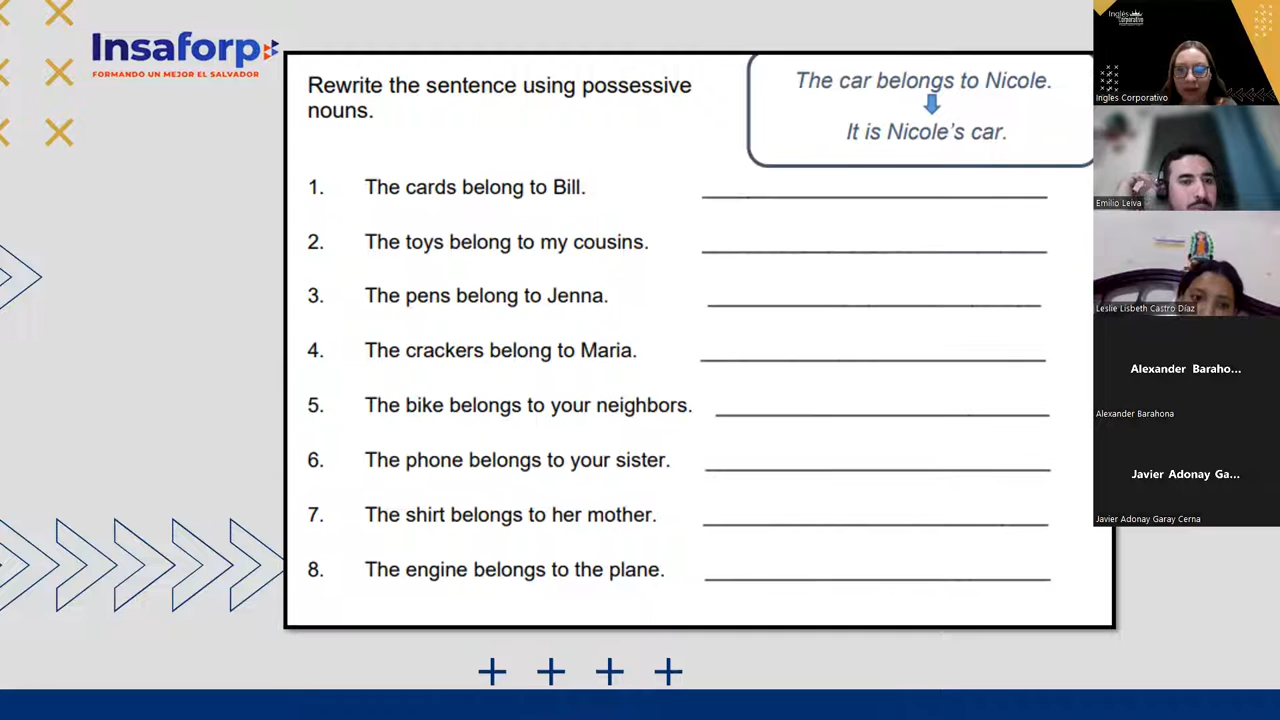 Insaforp
FORMANDO UN MEJOR EL SALVADOR
Rewrite the sentence using possessive
nouns.
The car belongs to Nicole.
It is Nicole's car.
1. The cards belong to Bill.
2. The toys belong to my cousins.
3. The pens belong to Jenna.
4. The crackers belong to Maria.
5. The bike belongs to your neighbors.
6. The phone belongs to your sister.
7. The shirt belongs to her mother.
8. The engine belongs to the plane.
Inglés
Corporativo
Ingles Corporativo
Emilio Leiva
Leslie Lisbeth Castro Díaz
Alexander Baraho...
Alexander Barahona
Javier Adonay Ga...
Javier Adonay Garay Cerna